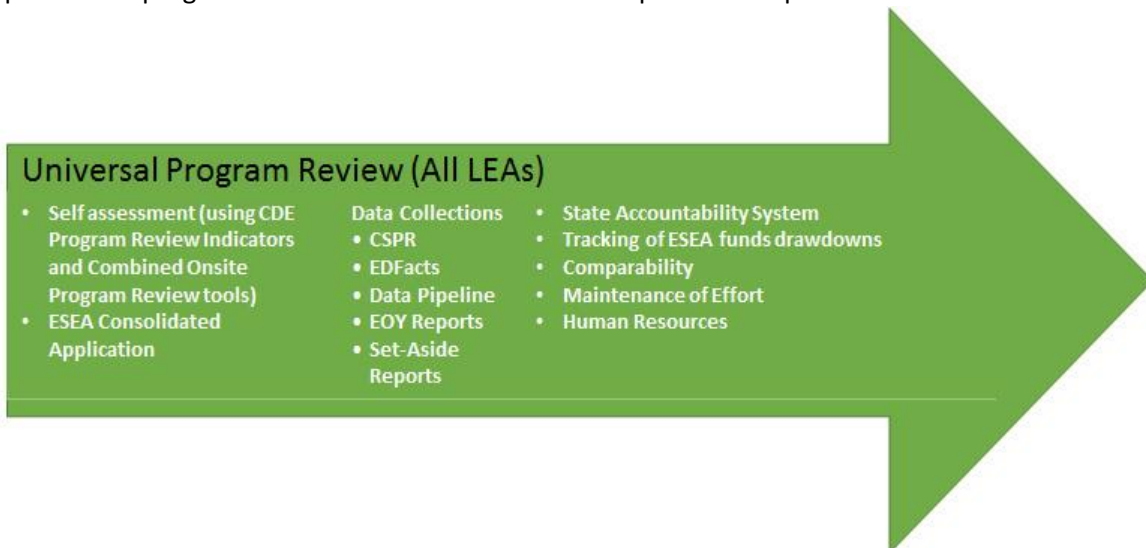 Universal Program Review (All LEAs)
• Self assessment (using CDE
Program Review Indicators
and Combined Onsite
Program Review tools)
• ESEA Consolidated
Application
Data Collections
• CSPR
• EDFacts
• Data Pipeline
• EOY Reports
• Set-Aside
Reports
• State Accountability System
• Tracking of ESEA funds drawdowns
• Comparability
• Maintenance of Effort
• Human Resources